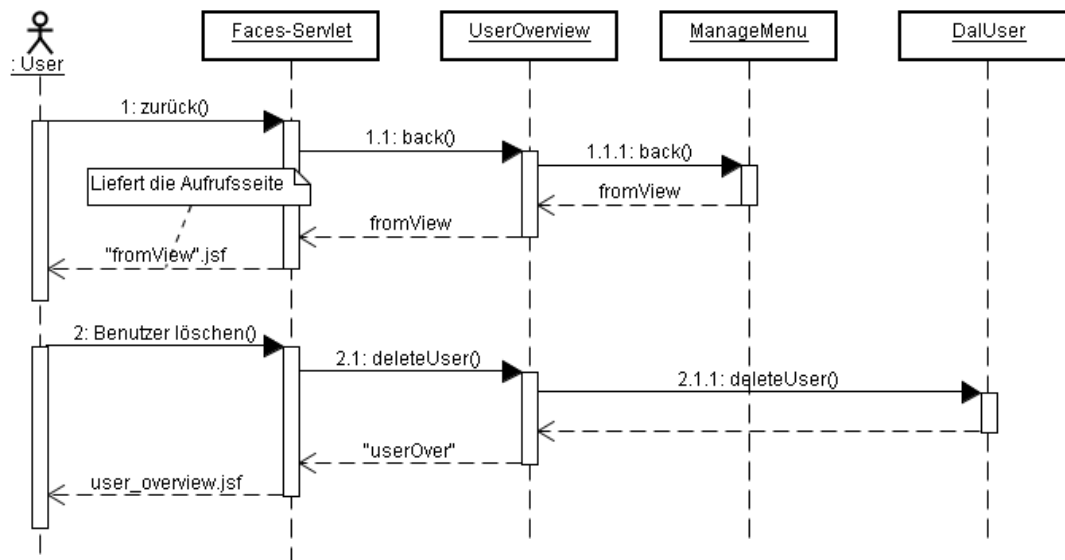 : User
Faces-Servlet
UserOverview
ManageMenu
DalUser
1: zurück()
1.1: back()
1.1.1: back()
Liefert die Aufrufsseite
fromView
fromView
"fromView".jsf
2: Benutzer löschen()
2.1: deleteUser()
2.1.1: deleteUser()
"userOver"
user_overview.jsf